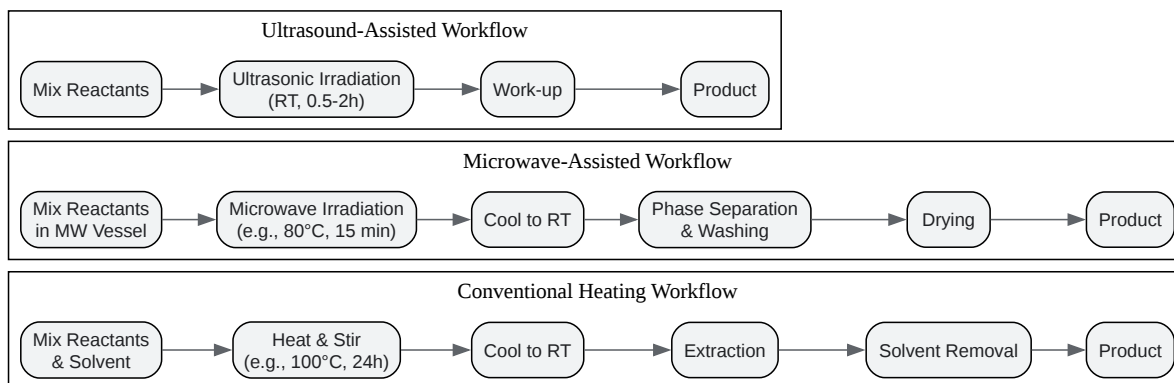 Ultrasound-Assisted Workflow
Mix Reactants
Ultrasonic Irradiation
(RT, 0.5-2h)
Work-up
Product
Microwave-Assisted Workflow
Mix Reactants
in MW Vessel
Microwave Irradiation
(e.g., 80°C, 15 min)
Cool to RT
Phase Separation
& Washing
Drying
Product
Conventional Heating Workflow
Mix Reactants
& Solvent
Heat & Stir
(e.g., 100°C, 24h)
Cool to RT
Extraction
Solvent Removal
Product